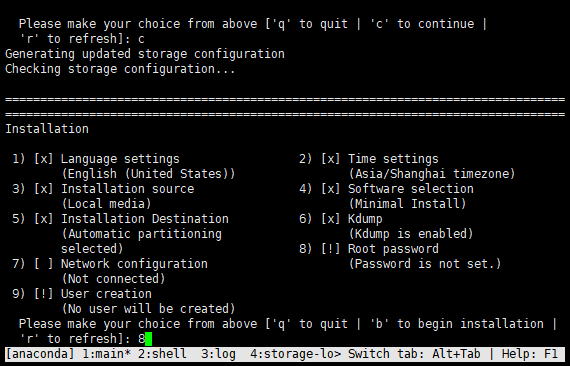 Please make your choice from above ['q' to quit | 'c' to continue |
'r' to refresh]: c
Generating updated storage configuration
Checking storage configuration...
================================================================================
================================================================================
Installation
1) [x] Language settings 2) [x] Time settings
(English (United States)) (Asia/Shanghai timezone)
3) [x] Installation source 4) [x] Software selection
(Local media) (Minimal Install)
5) [x] Installation Destination 6) [x] Kdump
(Automatic partitioning (Kdump is enabled)
selected) 8) [!] Root password
7) [ ] Network configuration (Password is not set.)
(Not connected)
9) [!] User creation
(No user will be created)
Please make your choice from above ['q' to quit | 'b' to begin installation |
'r' to refresh]: 8
[anaconda] 1:main* 2:shell 3:log 4:storage-lo> Switch tab: Alt+Tab | Help: F1